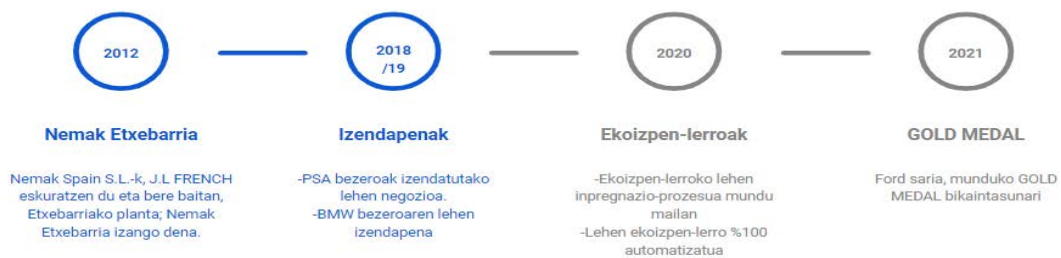 2012
2018
/19
2020
2021
Nemak Etxebarria
Izendapenak
Ekoizpen-lerroak
GOLD MEDAL
Nemak Spain S.L.-k, J.L FRENCH
eskuratzen du eta bere baitan,
Etxebarriako planta; Nemak
Etxebarria izango dena.
-PSA bezeroak izendatutako
lehen negozioa.
-BMW bezeroaren lehen
izendapena
-Ekoizpen-lerroko lehen
inpregnazio-prozesua mundu
mailan
-Lehen ekoizpen-lerro %100
automatizatua
Ford saria, munduko GOLD
MEDAL bikaintasunari